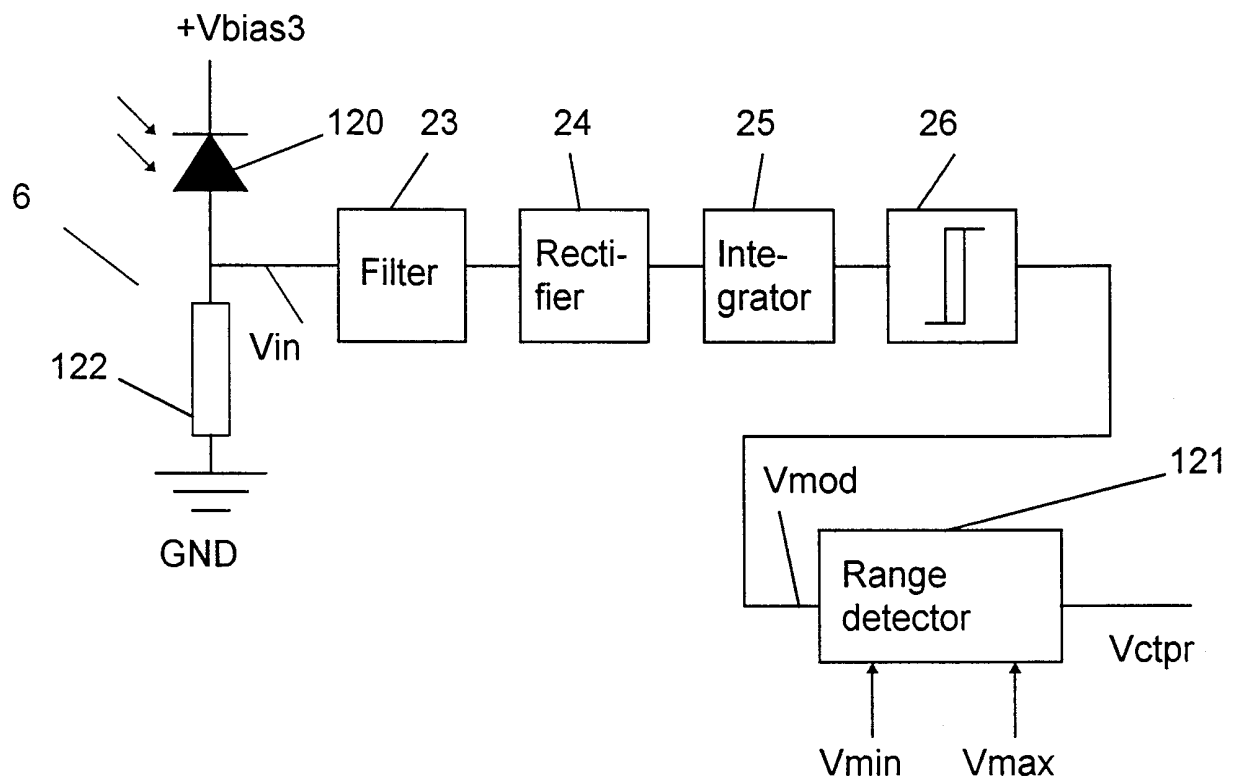 +Vbias3
120
23
24
25
26
6
Filter
Recti-
fier
Inte-
grator
Vin
122
GND
Vmod
121
Range
detector
Vctpr
Vmin
Vmax